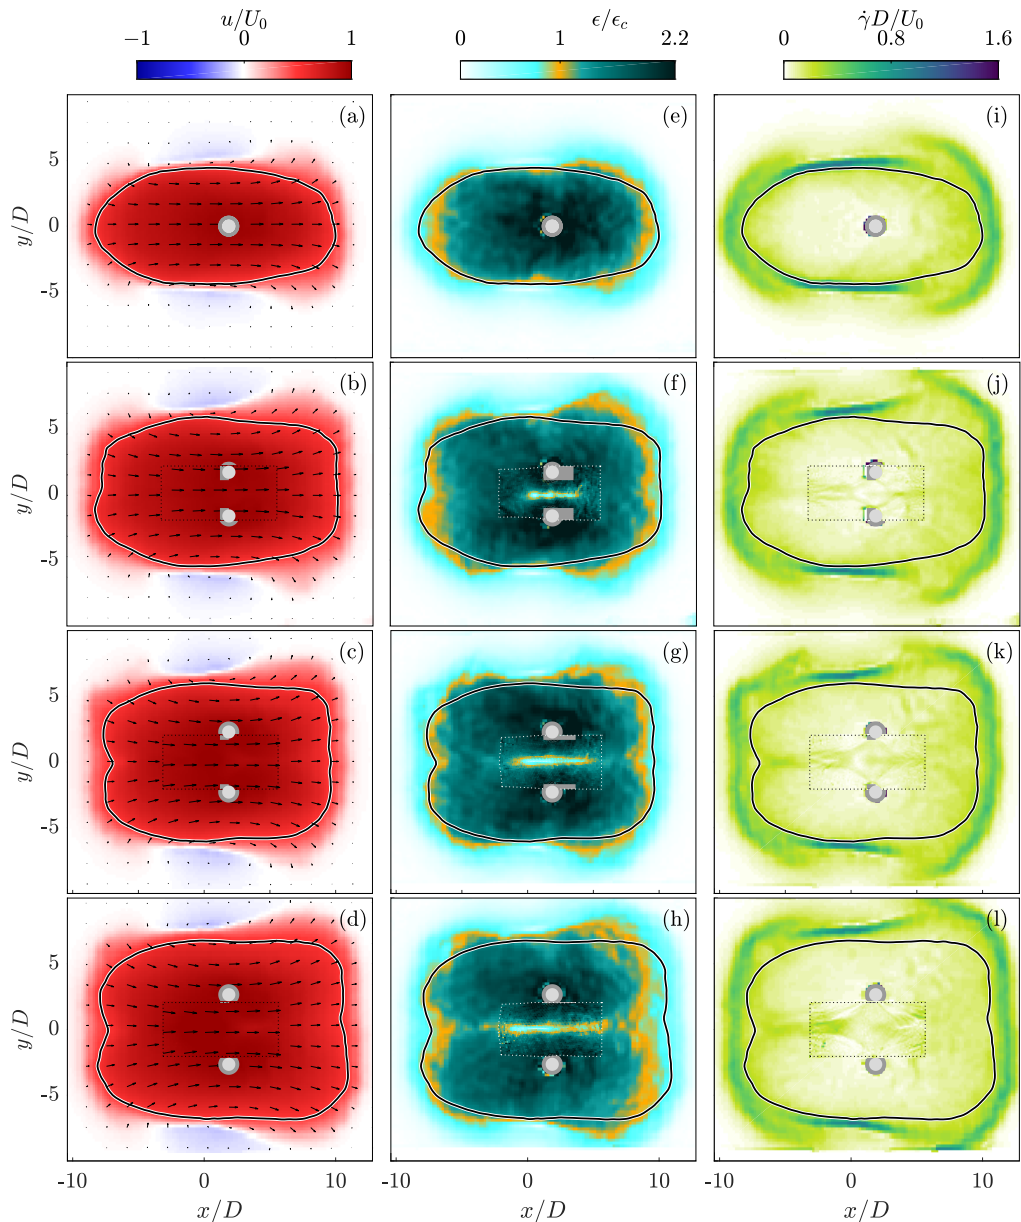 u/U₀ ϵ/ϵ_c γ̇D/U₀
−1 0 1 0 1 2.2 0 0.8 1.6
(a) (e) (i)
5
0
-5
y/D
(b) (f) (j)
5
0
-5
y/D
(c) (g) (k)
5
0
-5
y/D
(d) (h) (l)
5
0
-5
y/D
-10 0 10 -10 0 10 -10 0 10
x/D x/D x/D